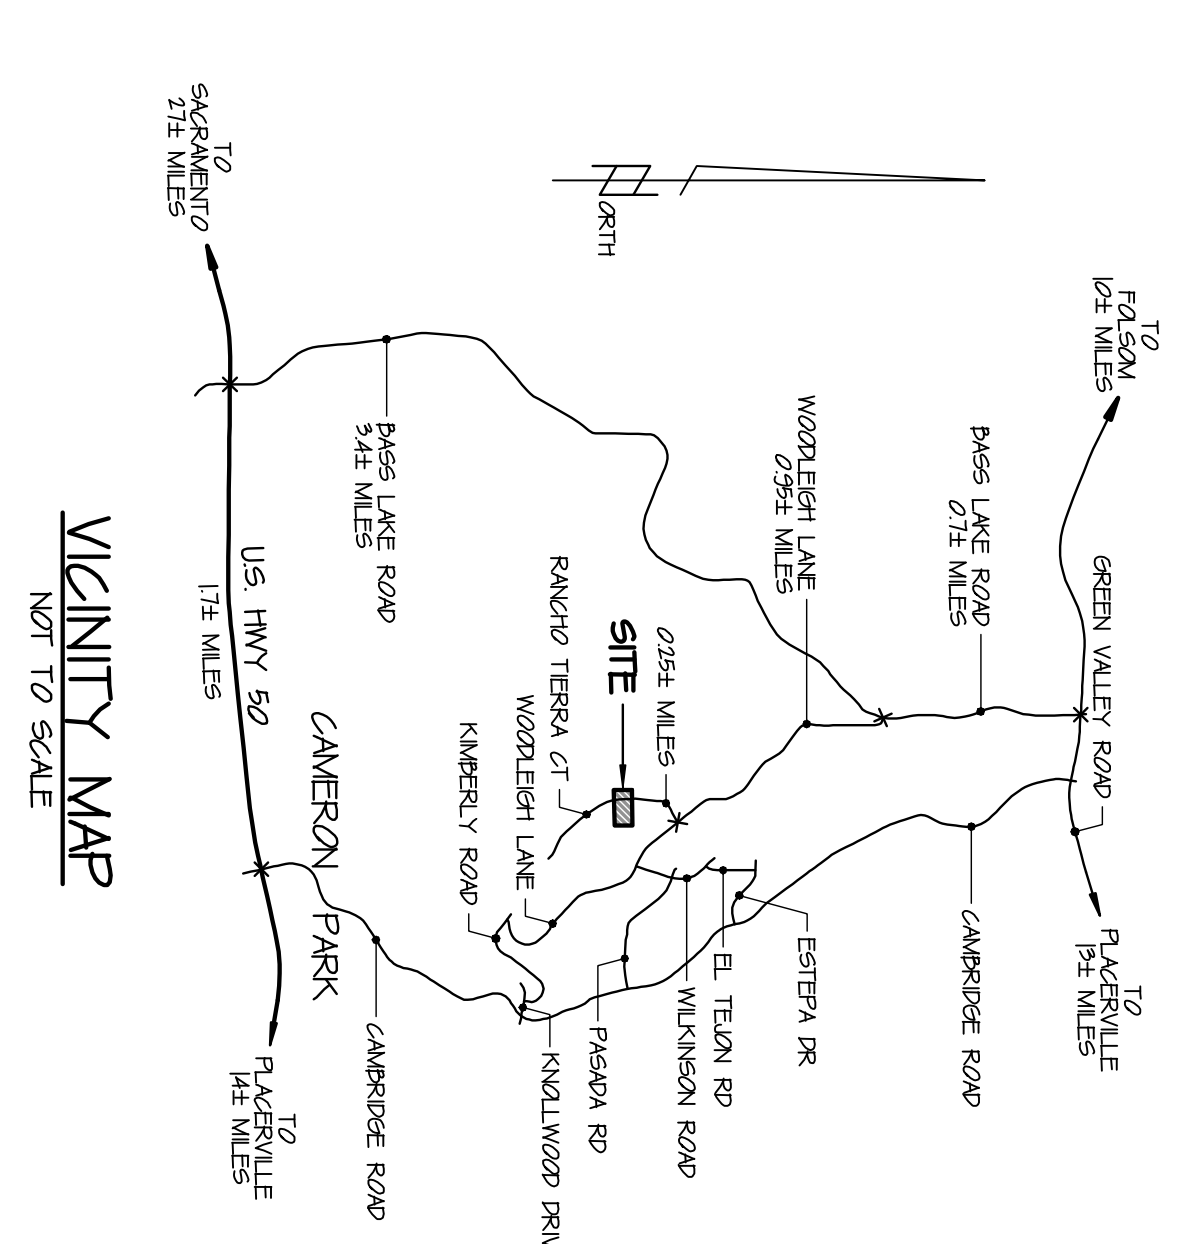 TO
FOLSOM
10± MILES
GREEN VALLEY ROAD
TO
PLACERVILLE
13± MILES
BASS LAKE ROAD
0.7± MILES
CAMBRIDGE ROAD
WOODLEIGH LANE
0.95± MILES
ESTEPA DR
EL TEJON RD
WILKINSON ROAD
0.25± MILES
SITE
ORTH
PASADA RD
RANCHO TIERRA CT
KNOLLWOOD DRIV
WOODLEIGH LANE
KIMBERLY ROAD
BASS LAKE ROAD
3.4± MILES
CAMBRIDGE ROAD
CAMERON PARK
U.S. HWY 50
1.7± MILES
TO
SACRAMENTO
27± MILES
TO
PLACERVILLE
14± MILES
VICINITY MAP
NOT TO SCALE